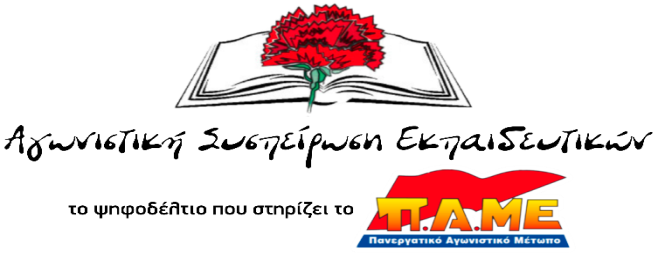 Αγωνιστική Συσπείρωση Εκπαιδευτικών
το ψηφοδέλτιο που στηρίζει το Π.Α.ΜΕ
Πανεργατικό Αγωνιστικό Μέτωπο